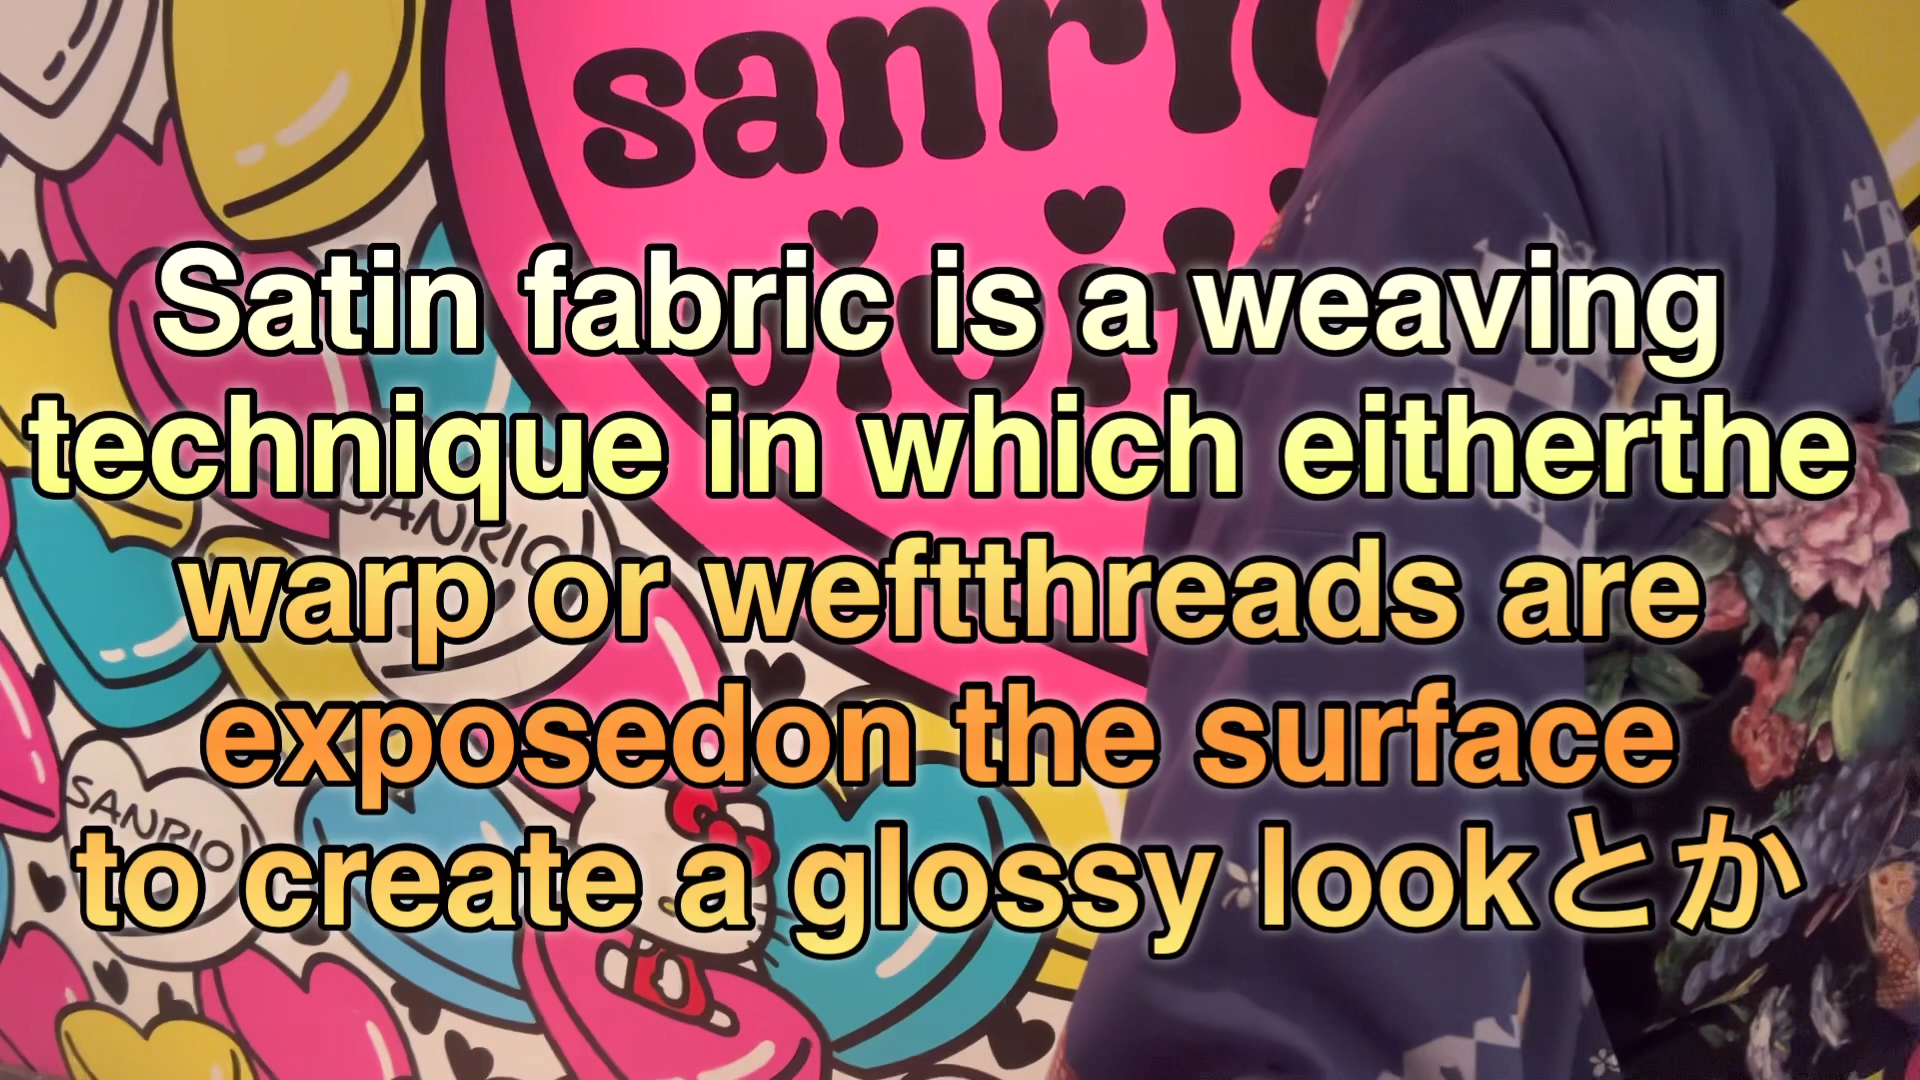 sanrio
Satin fabric is a weaving
technique in which eitherthe
warp or weftthreads are
exposedon the surface
to create a glossy lookとか
SANRIO
SANRIO